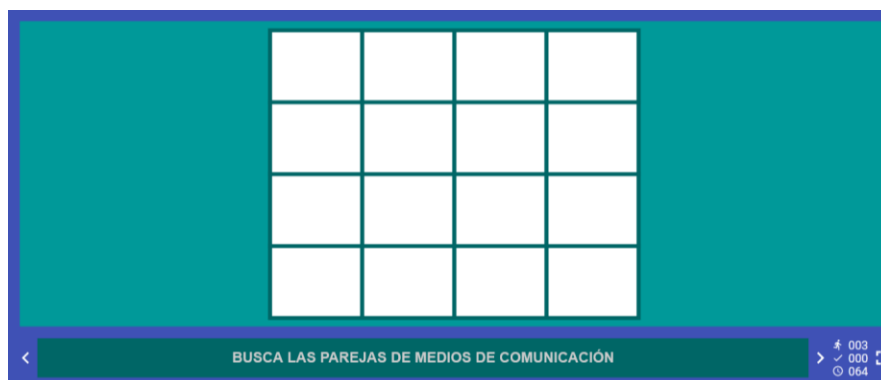 BUSCA LAS PAREJAS DE MEDIOS DE COMUNICACIÓN
003
000
064